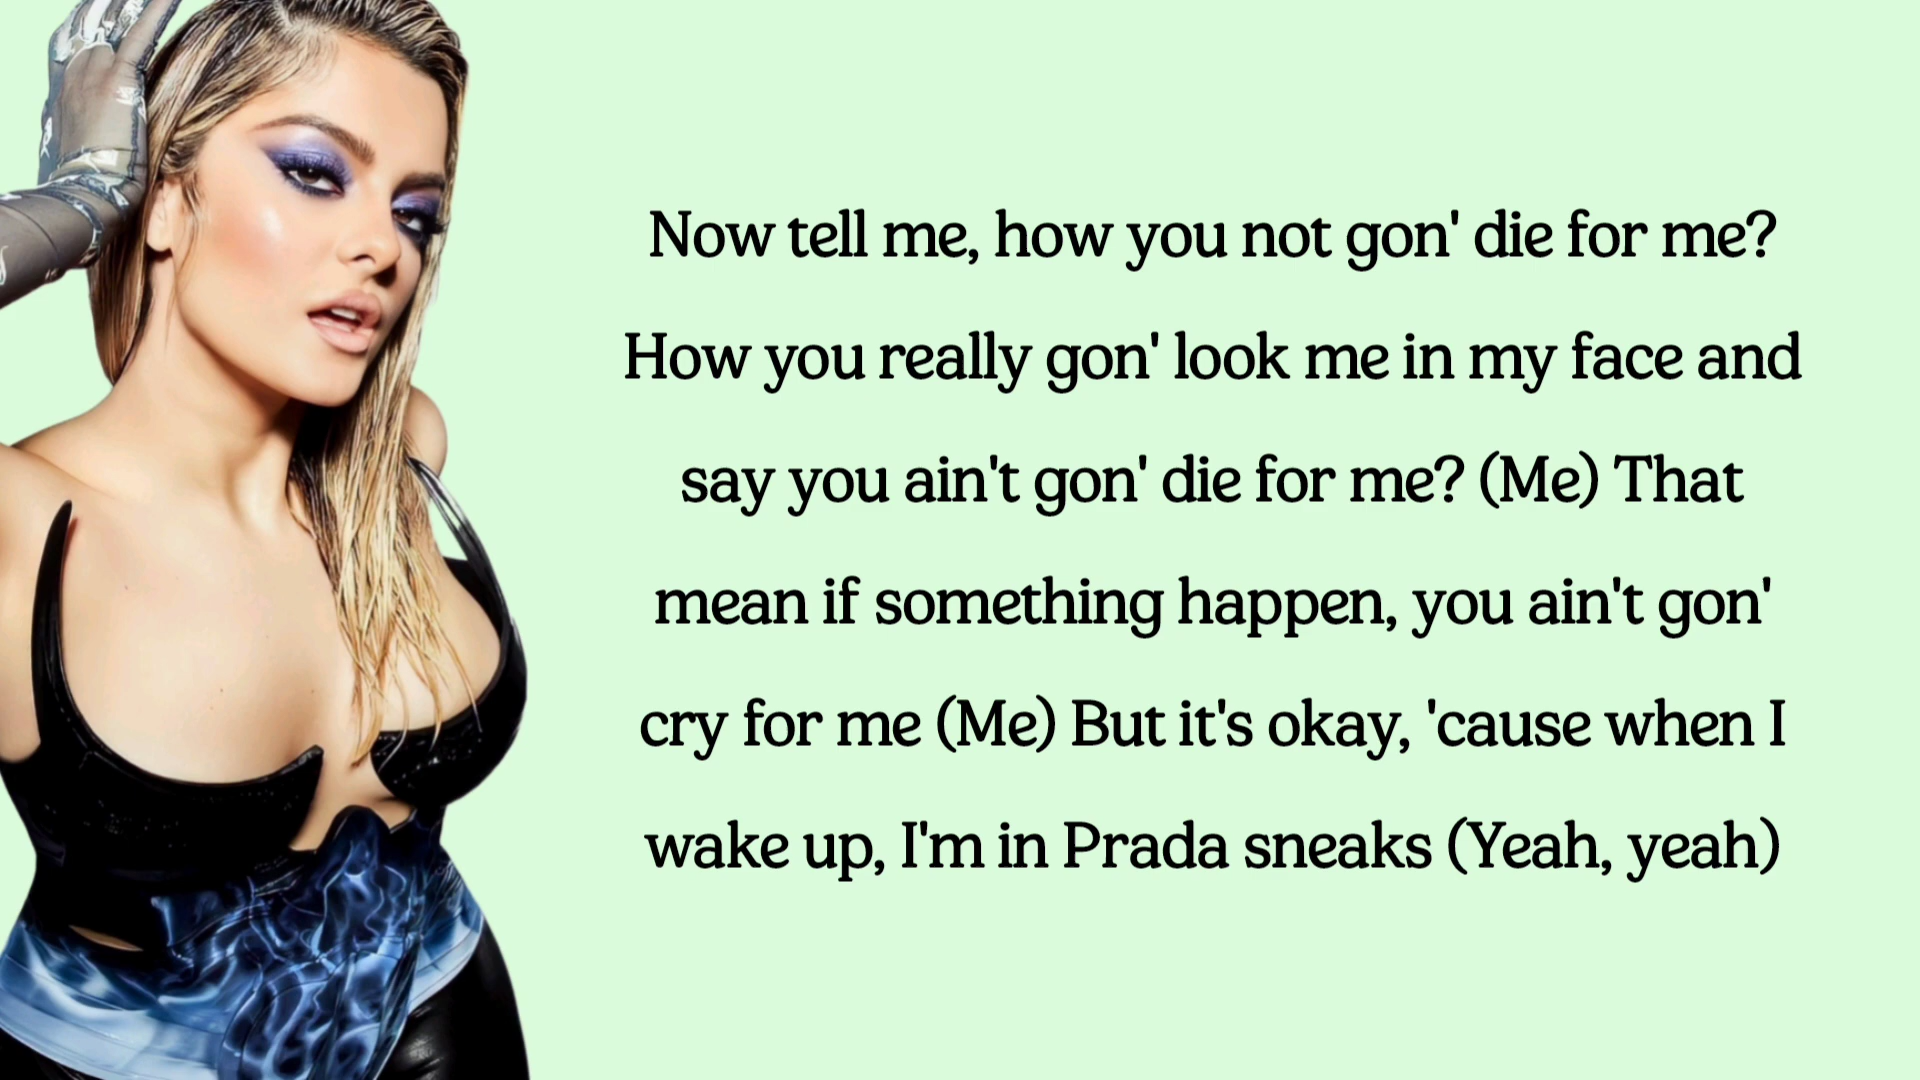 Now tell me, how you not gon' die for me?
How you really gon' look me in my face and
say you ain't gon' die for me? (Me) That
mean if something happen, you ain't gon'
cry for me (Me) But it's okay, 'cause when I
wake up, I'm in Prada sneaks (Yeah, yeah)